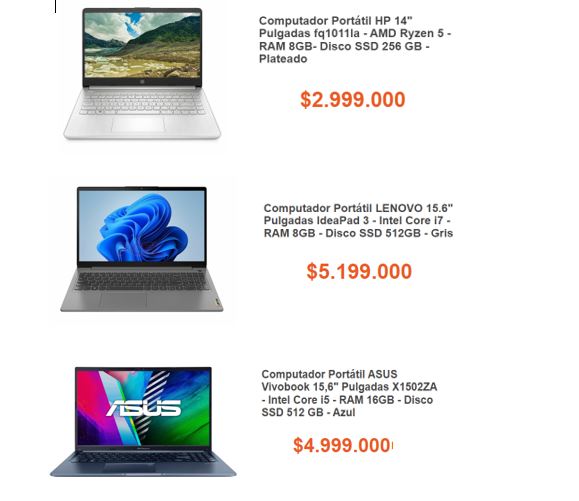 Computador Portátil HP 14"
Pulgadas fq1011la - AMD Ryzen 5 -
RAM 8GB- Disco SSD 256 GB -
Plateado
$2.999.000
Computador Portátil LENOVO 15.6"
Pulgadas IdeaPad 3 - Intel Core i7 -
RAM 8GB - Disco SSD 512GB - Gris
$5.199.000
Computador Portátil ASUS
Vivobook 15,6" Pulgadas X1502ZA
- Intel Core i5 - RAM 16GB - Disco
SSD 512 GB - Azul
ASUS
$4.999.000